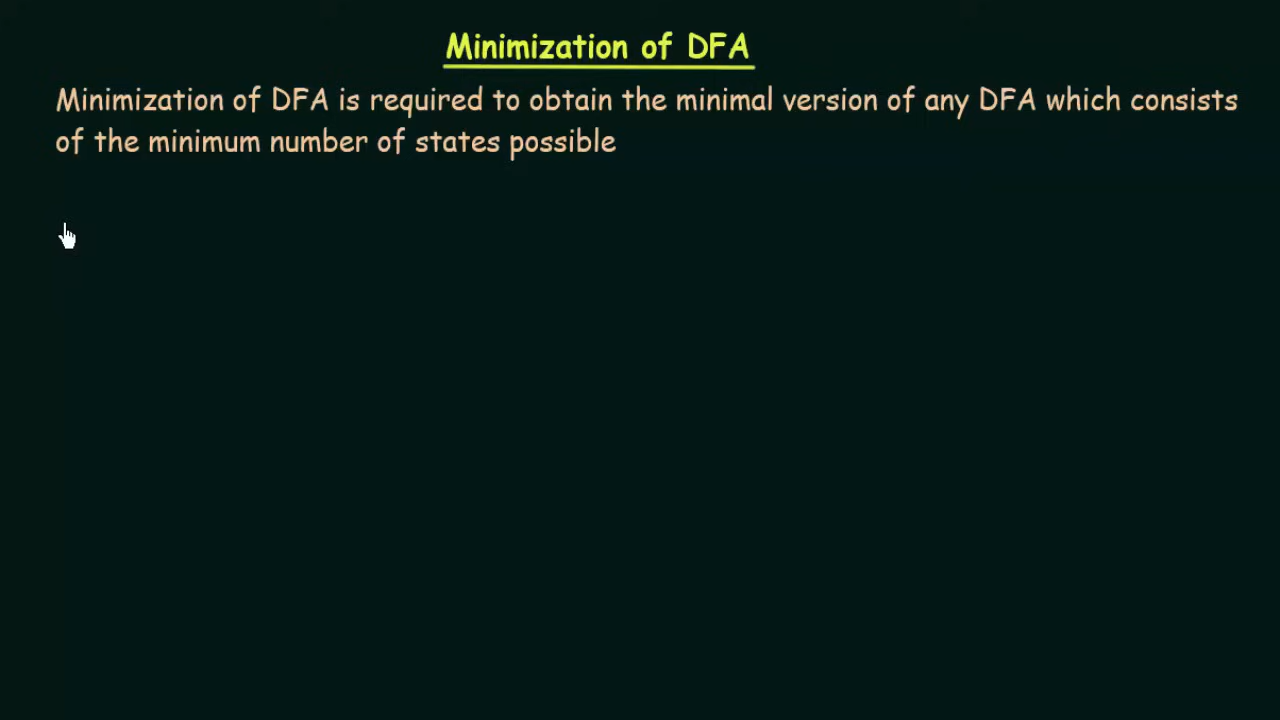 Minimization of DFA
Minimization of DFA is required to obtain the minimal version of any DFA which consists
of the minimum number of states possible